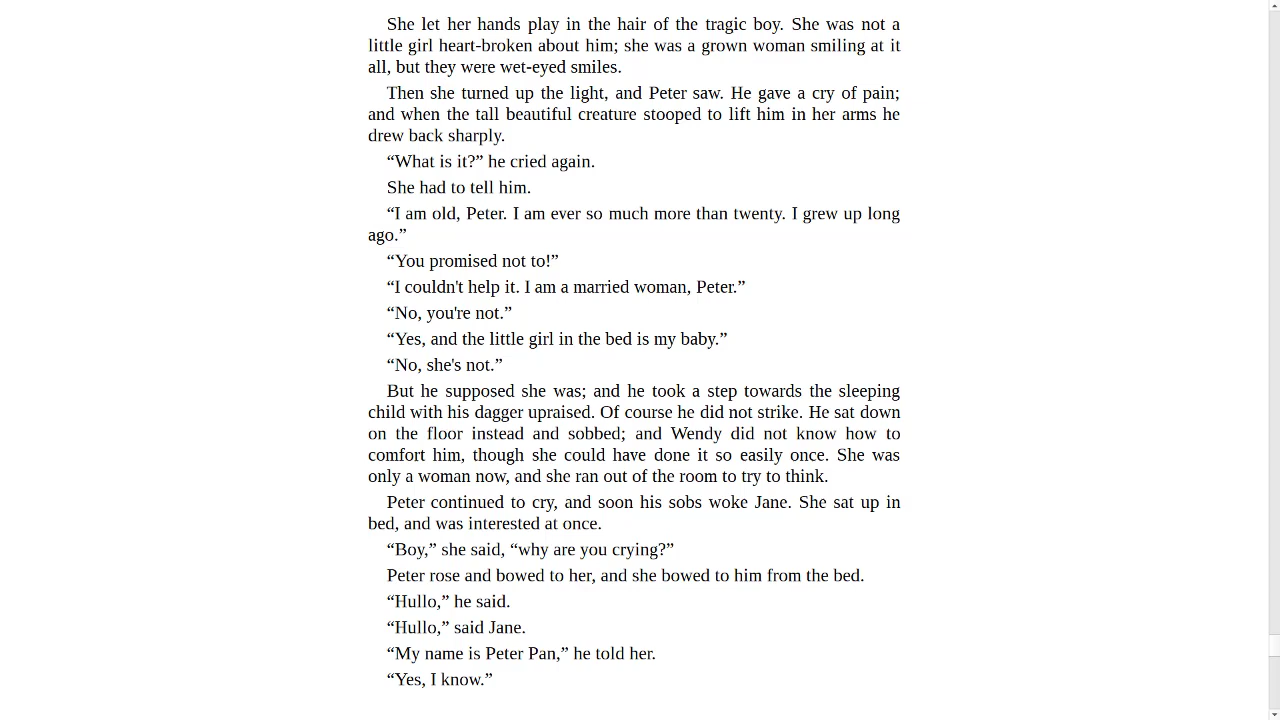 She let her hands play in the hair of the tragic boy. She was not a
little girl heart-broken about him; she was a grown woman smiling at it
all, but they were wet-eyed smiles.
Then she turned up the light, and Peter saw. He gave a cry of pain;
and when the tall beautiful creature stooped to lift him in her arms he
drew back sharply.
“What is it?” he cried again.
She had to tell him.
“I am old, Peter. I am ever so much more than twenty. I grew up long
ago.”
“You promised not to!”
“I couldn't help it. I am a married woman, Peter.”
“No, you're not.”
“Yes, and the little girl in the bed is my baby.”
“No, she's not.”
But he supposed she was; and he took a step towards the sleeping
child with his dagger upraised. Of course he did not strike. He sat down
on the floor instead and sobbed; and Wendy did not know how to
comfort him, though she could have done it so easily once. She was
only a woman now, and she ran out of the room to try to think.
Peter continued to cry, and soon his sobs woke Jane. She sat up in
bed, and was interested at once.
“Boy,” she said, “why are you crying?”
Peter rose and bowed to her, and she bowed to him from the bed.
“Hullo,” he said.
“Hullo,” said Jane.
“My name is Peter Pan,” he told her.
“Yes, I know.”